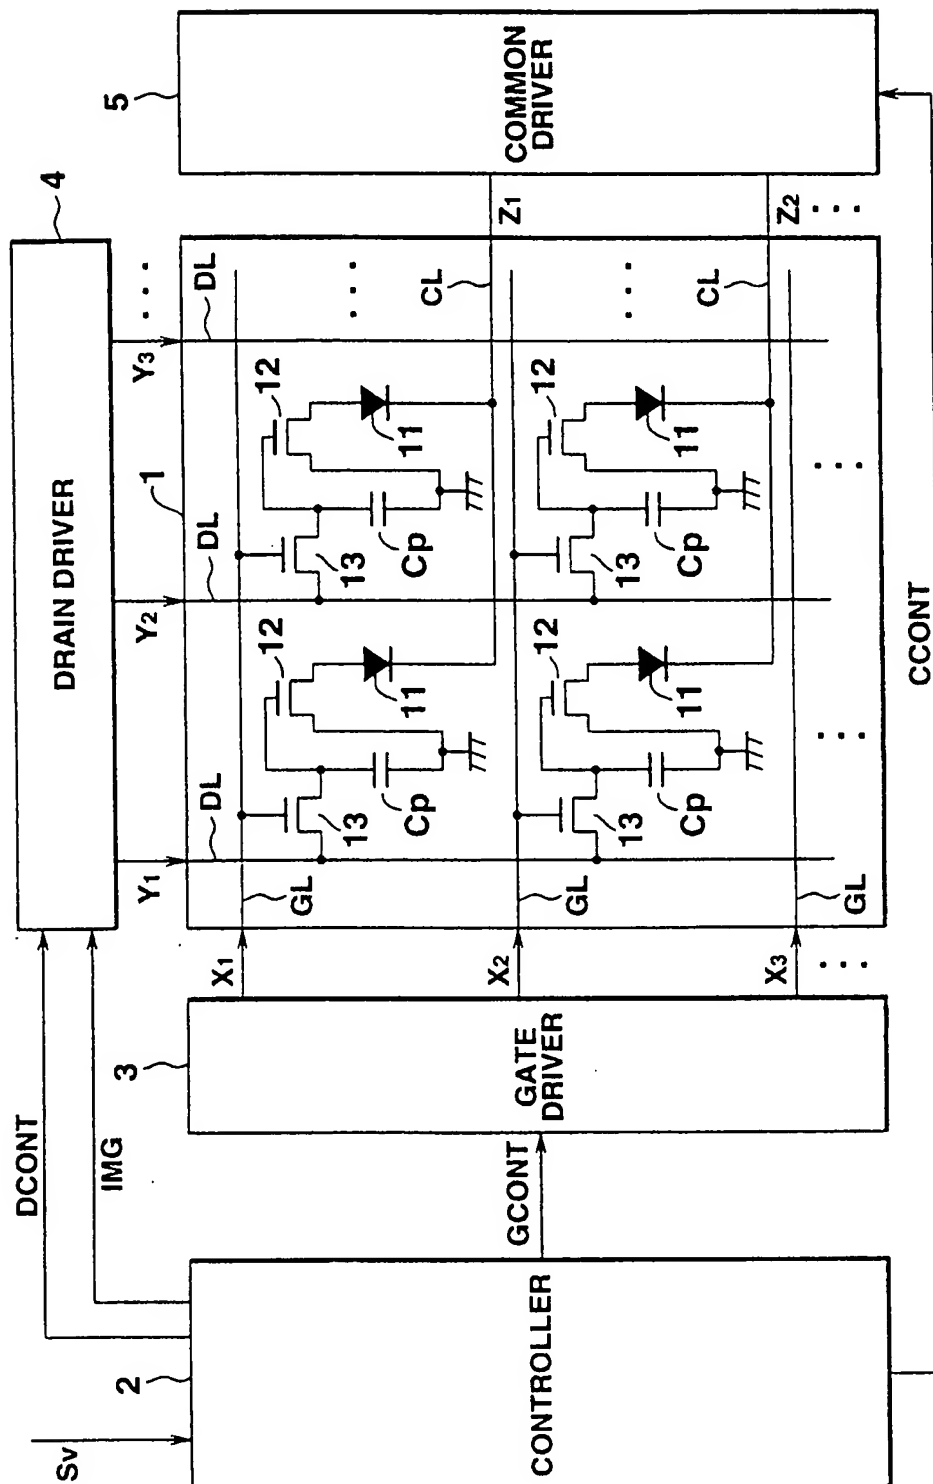 Sv
2
CONTROLLER
DCONT
IMG
GCONT
3
GATE
DRIVER
DRAIN DRIVER
4
5
COMMON
DRIVER
CCONT
1
Y1
Y2
Y3
...
DL
DL
DL
X1
X2
X3
...
GL
GL
GL
13
Cp
12
11
13
Cp
12
11
...
CL
Z1
13
Cp
12
11
13
Cp
12
11
...
CL
Z2
...
...
...